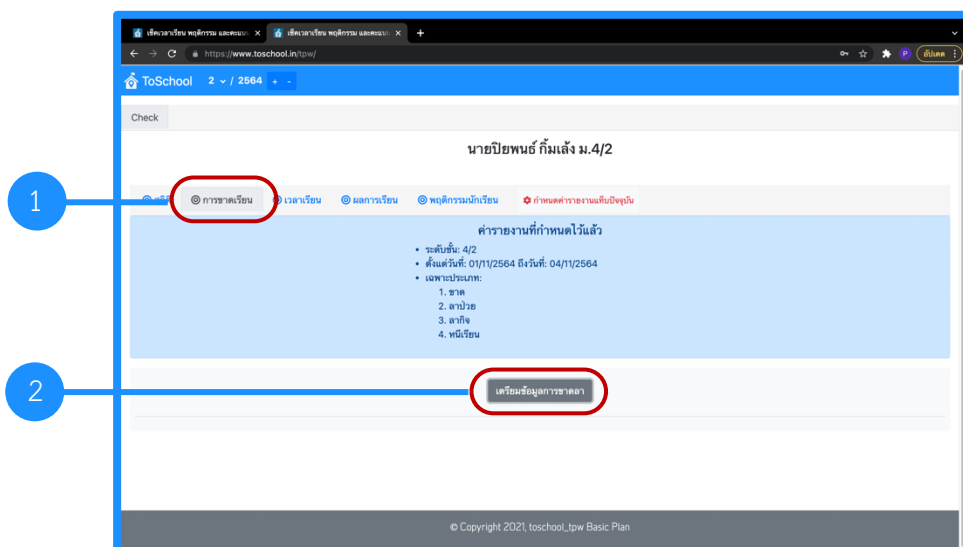 เช็คเวลาเรียน พฤติกรรม และคะแนน
เช็คเวลาเรียน พฤติกรรม และคะแนน
https://www.toschool.in/tpw/
P
อัปเดต
ToSchool 2 / 2564 + -
Check
นายปิยพนธ์ กิ้มเล้ง ม.4/2
1
การขาดเรียน
เวลาเรียน
ผลการเรียน
พฤติกรรมนักเรียน
กำหนดค่ารายงานแท็บปัจจุบัน
ค่ารายงานที่กำหนดไว้แล้ว
• ระดับชั้น: 4/2
• ตั้งแต่วันที่: 01/11/2564 ถึงวันที่: 04/11/2564
• เฉพาะประเภท:
1. ขาด
2. ลาป่วย
3. ลากิจ
4. หนีเรียน
2
เตรียมข้อมูลการขาดลา
© Copyright 2021, toschool_tpw Basic Plan